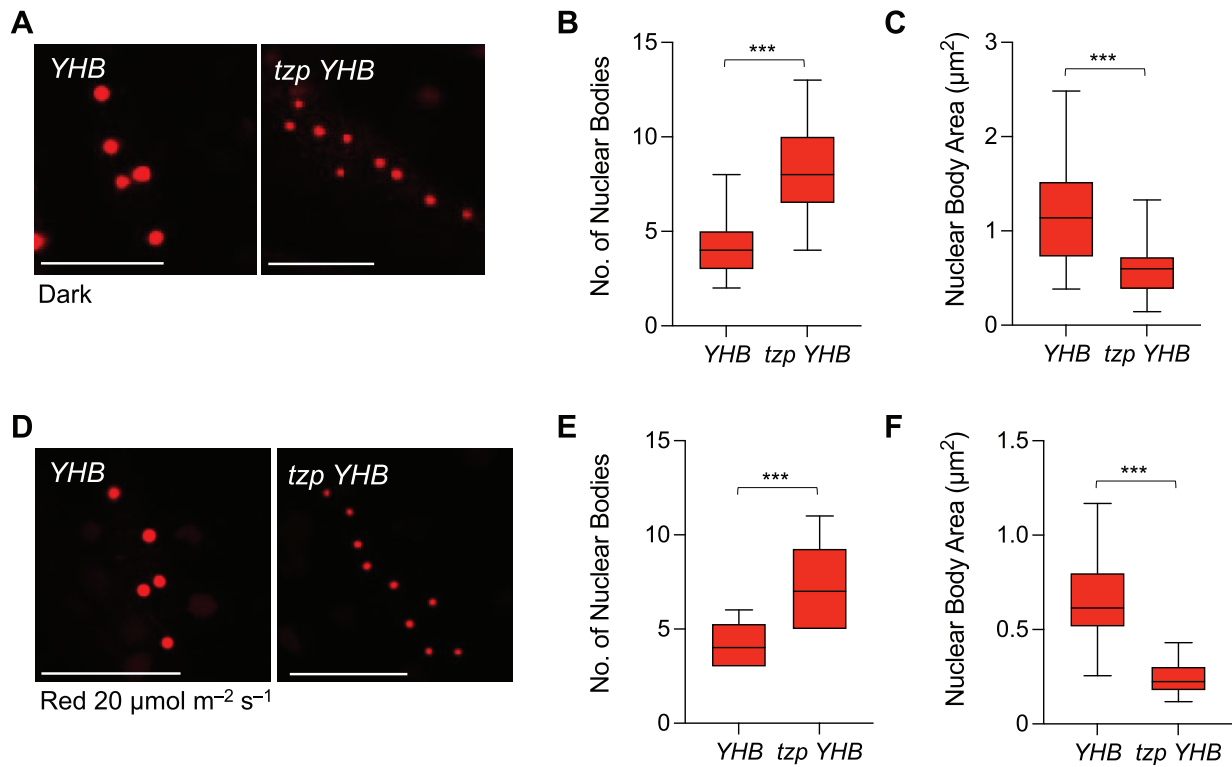 A
YHB
tzp YHB
Dark
B
No. of Nuclear Bodies
15
10
5
0
***
YHB
tzp YHB
C
Nuclear Body Area (µm²)
3
2
1
0
***
YHB
tzp YHB
D
YHB
tzp YHB
Red 20 µmol m⁻² s⁻¹
E
No. of Nuclear Bodies
15
10
5
0
***
YHB
tzp YHB
F
Nuclear Body Area (µm²)
1.5
1.0
0.5
0
***
YHB
tzp YHB